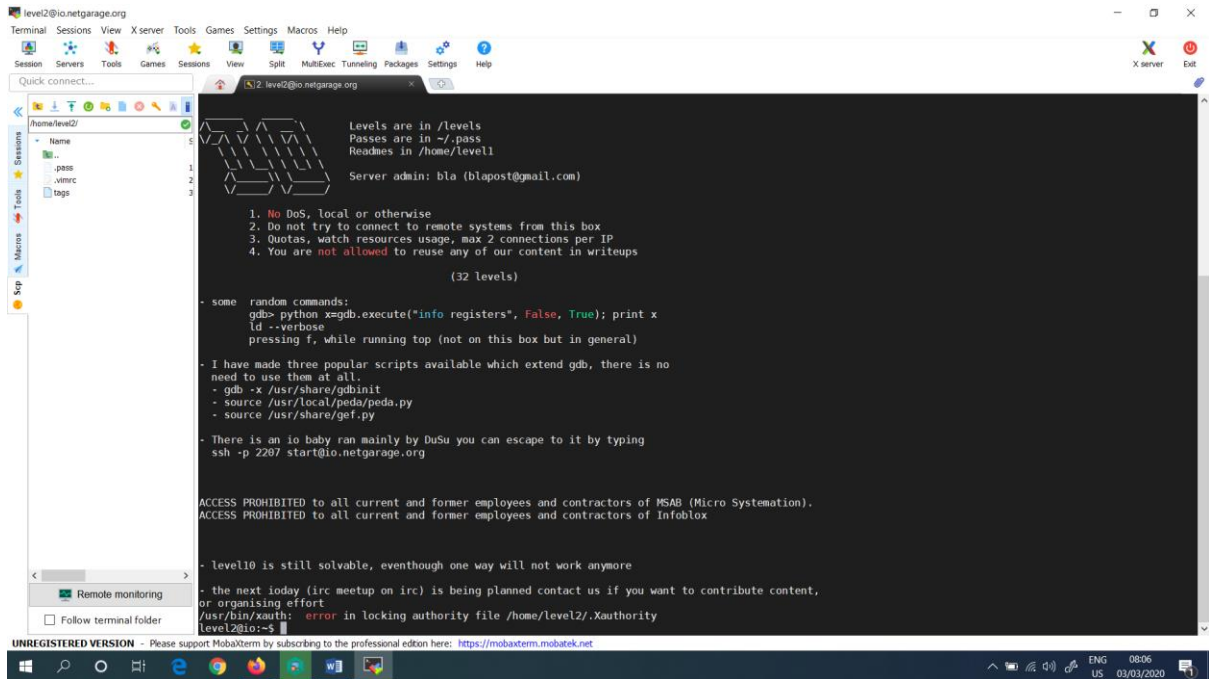 level2@io.netgarage.org
Terminal Sessions View X server Tools Games Settings Macros Help
Session Servers Tools Games Sessions View Split MultiExec Tunneling Packages Settings Help X server Exit
Quick connect...
2. level2@io.netgarage.org
/home/level2/
Name S
..
.pass 1
.vimrc 2
tags 3
Sessions
Tools
Macros
Scp
Levels are in /levels
Passes are in ~/.pass
Readmes in /home/level1
Server admin: bla (blapost@gmail.com)
1. No DoS, local or otherwise
2. Do not try to connect to remote systems from this box
3. Quotas, watch resources usage, max 2 connections per IP
4. You are not allowed to reuse any of our content in writeups
(32 levels)
- some random commands:
gdb> python x=gdb.execute("info registers", False, True); print x
ld --verbose
pressing f, while running top (not on this box but in general)
- I have made three popular scripts available which extend gdb, there is no
need to use them at all.
- gdb -x /usr/share/gdbinit
- source /usr/local/peda/peda.py
- source /usr/share/gef.py
- There is an io baby ran mainly by DuSu you can escape to it by typing
ssh -p 2207 start@io.netgarage.org
ACCESS PROHIBITED to all current and former employees and contractors of MSAB (Micro Systemation).
ACCESS PROHIBITED to all current and former employees and contractors of Infoblox
- level10 is still solvable, eventhough one way will not work anymore
- the next ioday (irc meetup on irc) is being planned contact us if you want to contribute content,
or organising effort
/usr/bin/xauth: error in locking authority file /home/level2/.Xauthority
level2@io:~$
Remote monitoring
Follow terminal folder
UNREGISTERED VERSION - Please support MobaXterm by subscribing to the professional edition here: https://mobaxterm.mobatek.net
ENG 08:06
US 03/03/2020